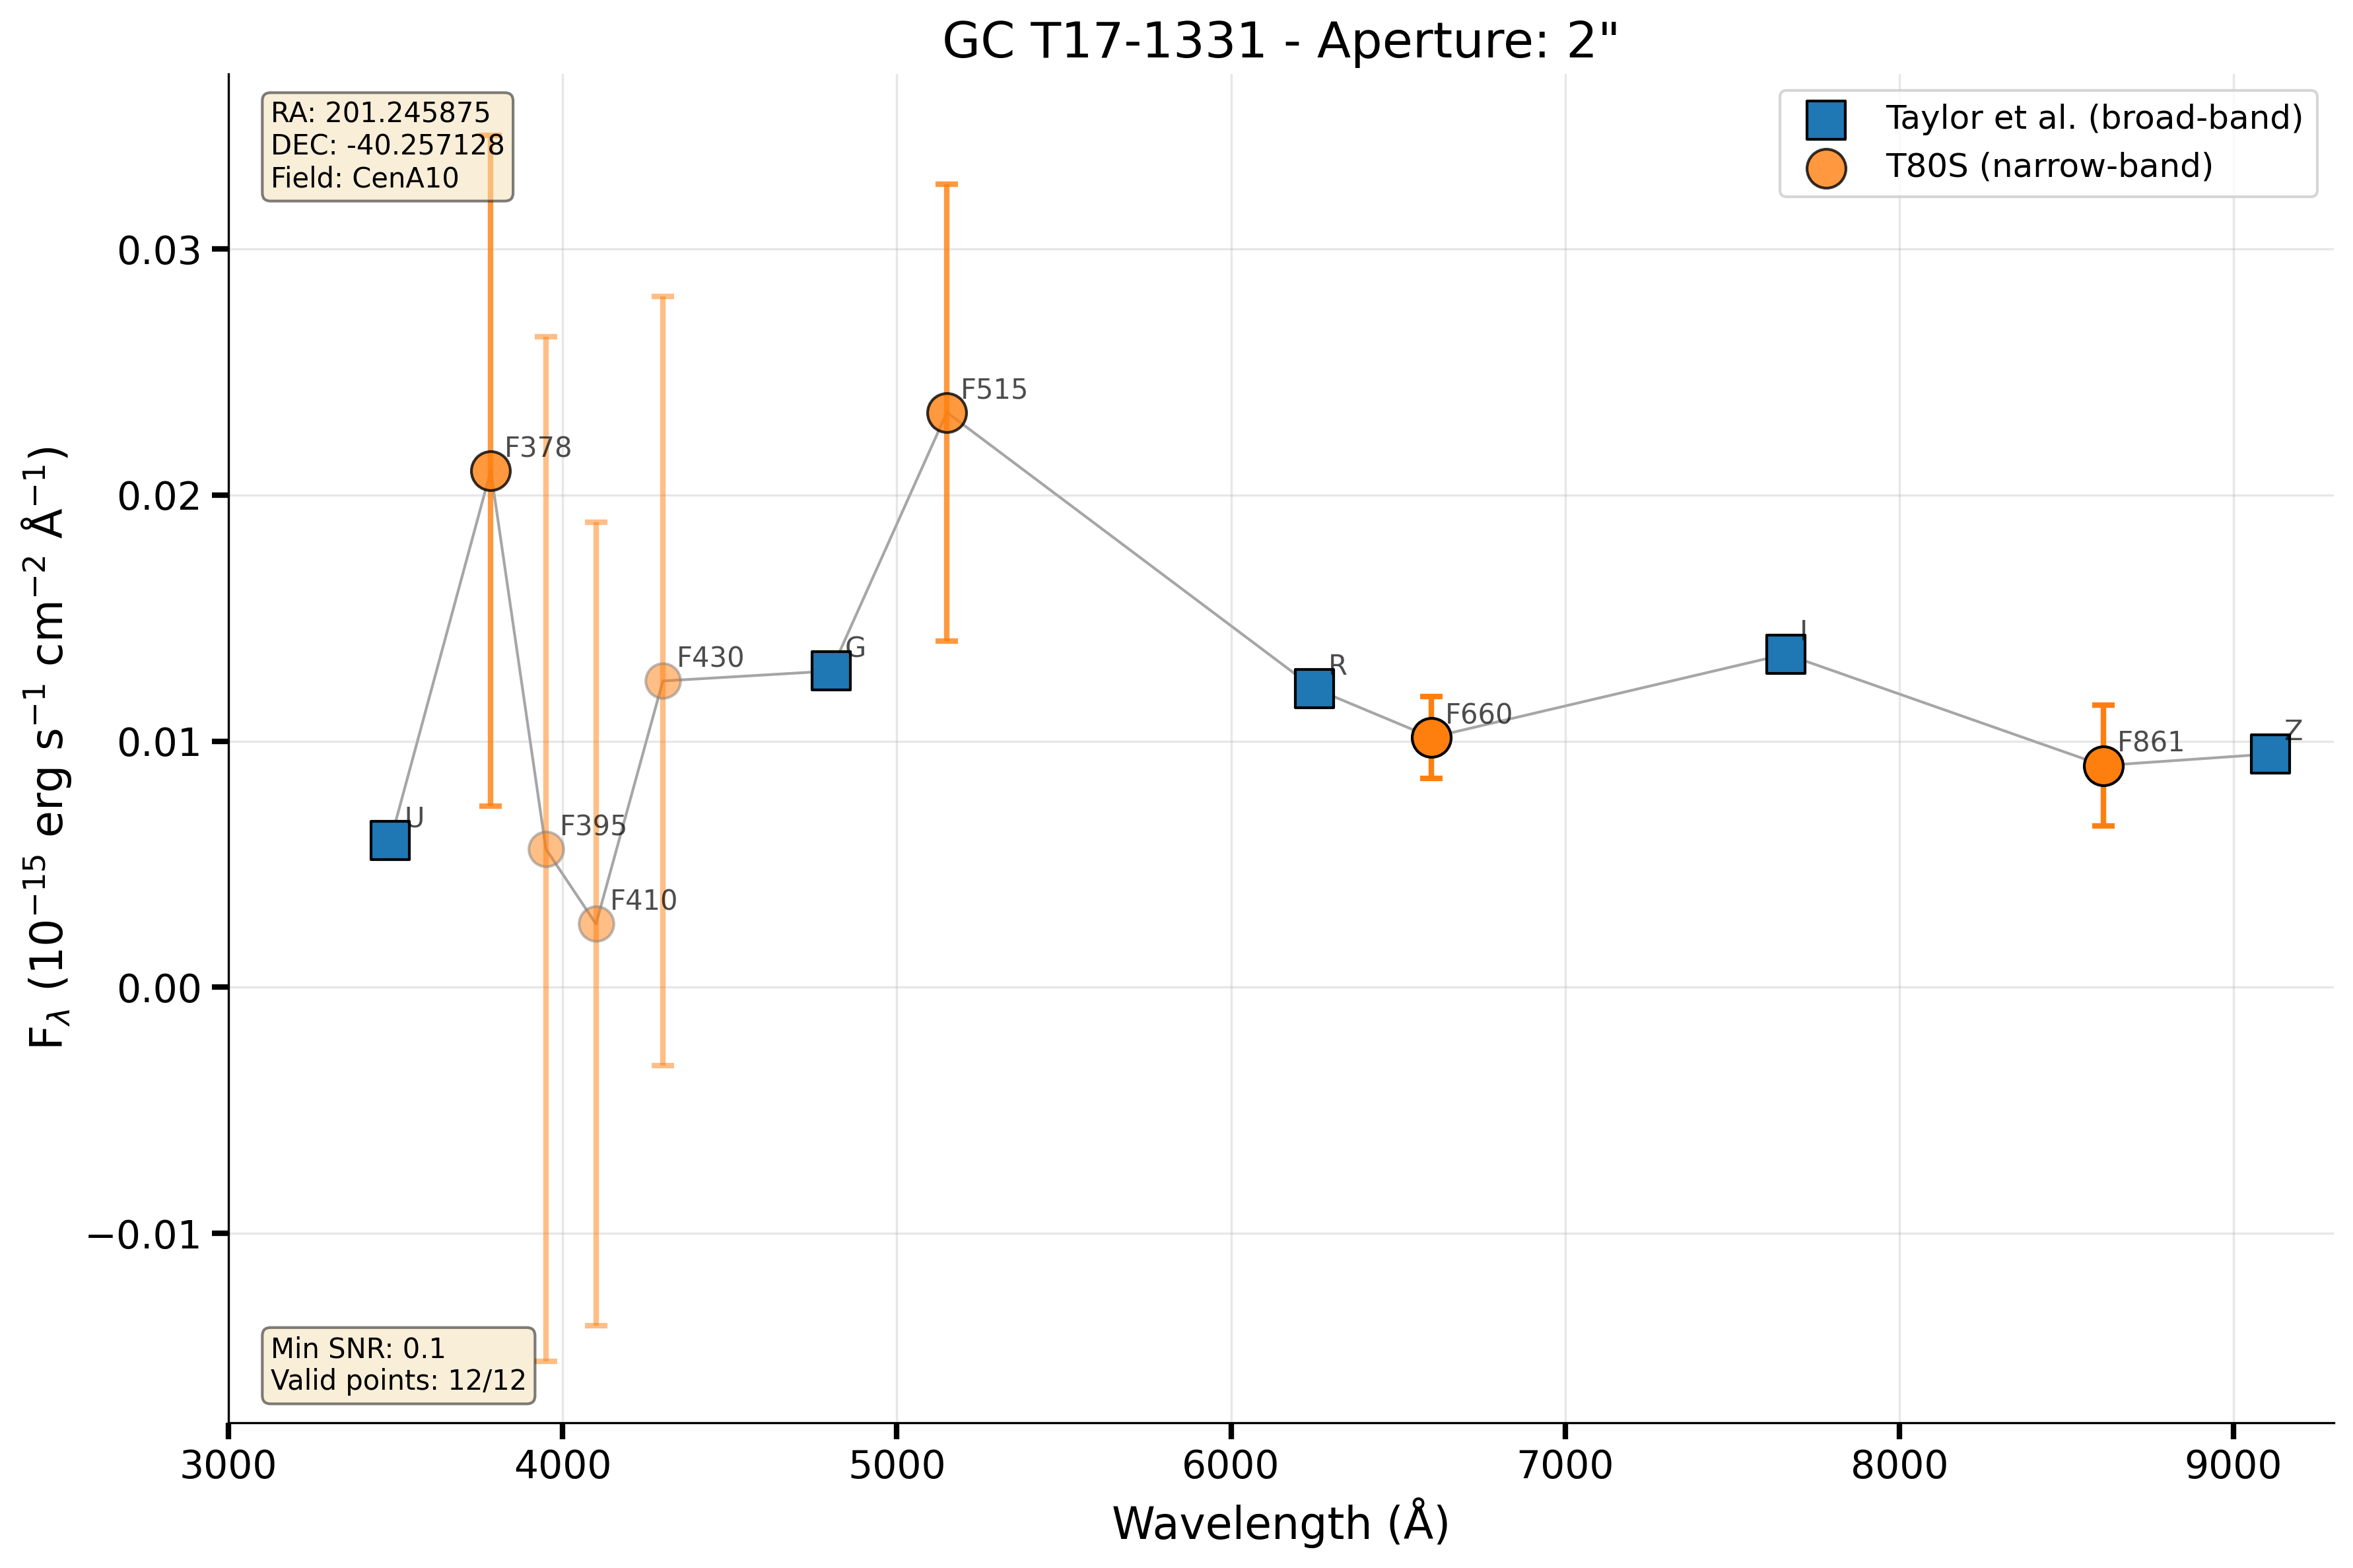 GC T17-1331 - Aperture: 2"
RA: 201.245875
DEC: -40.257128
Field: CenA10
Taylor et al. (broad-band)
T80S (narrow-band)
F_λ (10⁻¹⁵ erg s⁻¹ cm⁻² Å⁻¹)
0.03
0.02
0.01
0.00
−0.01
U
F378
F395
F410
F430
G
F515
R
F660
I
F861
Z
Min SNR: 0.1
Valid points: 12/12
3000 4000 5000 6000 7000 8000 9000
Wavelength (Å)